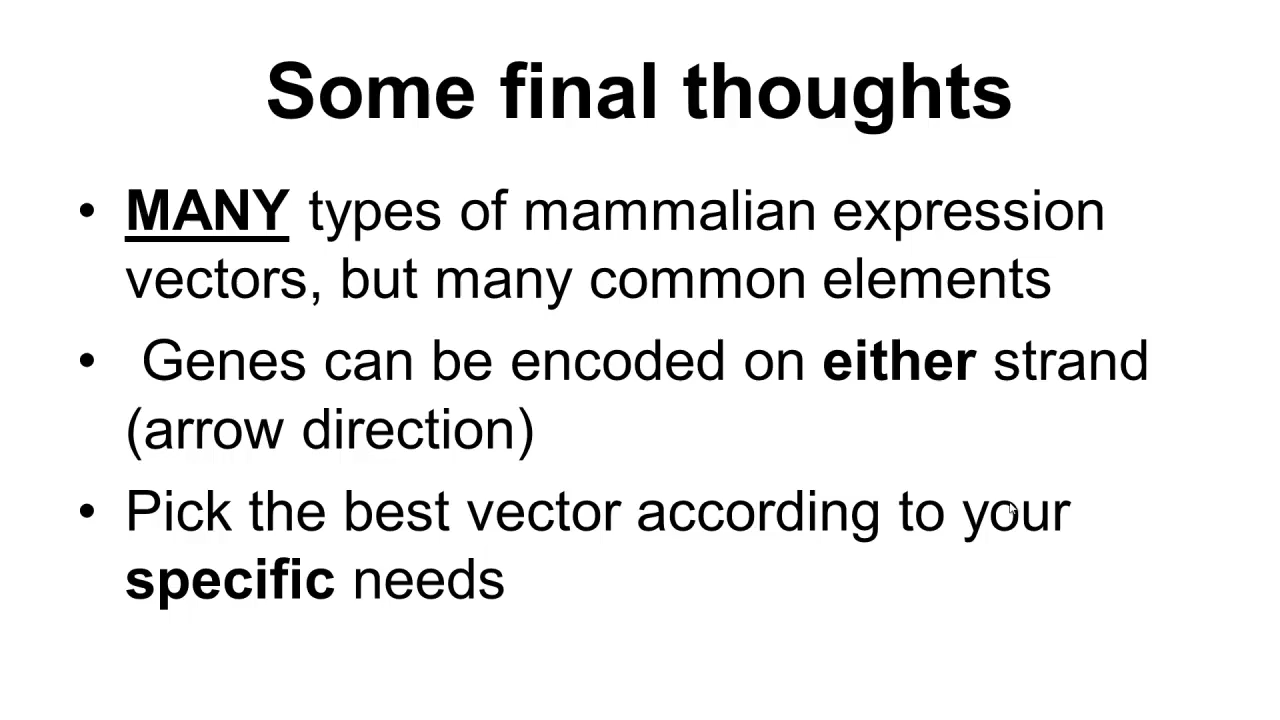 Some final thoughts
• MANY types of mammalian expression
vectors, but many common elements
• Genes can be encoded on either strand
(arrow direction)
• Pick the best vector according to your
specific needs